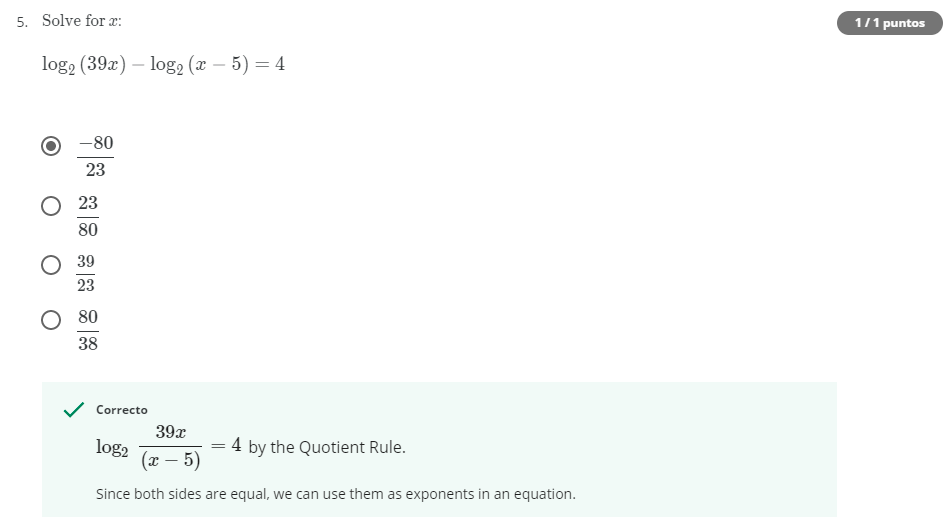 5. Solve for x:
1 / 1 puntos
log₂ (39x) − log₂ (x − 5) = 4
−80
23
23
80
39
23
80
38
Correcto
log₂ 39x/(x − 5) = 4 by the Quotient Rule.
Since both sides are equal, we can use them as exponents in an equation.